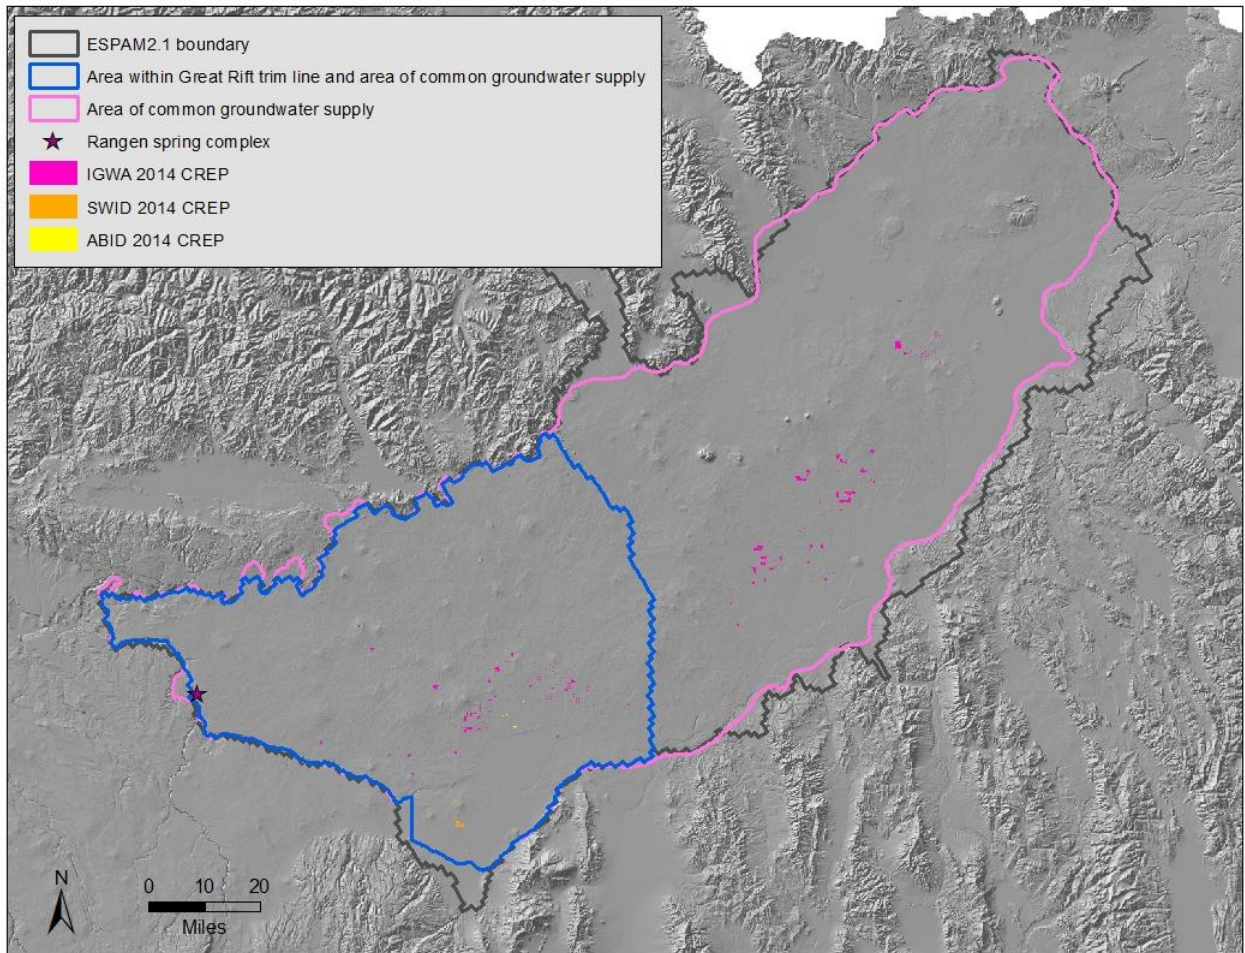 ESPAM2.1 boundary
Area within Great Rift trim line and area of common groundwater supply
Area of common groundwater supply
Rangen spring complex
IGWA 2014 CREP
SWID 2014 CREP
ABID 2014 CREP
N
0 10 20
Miles